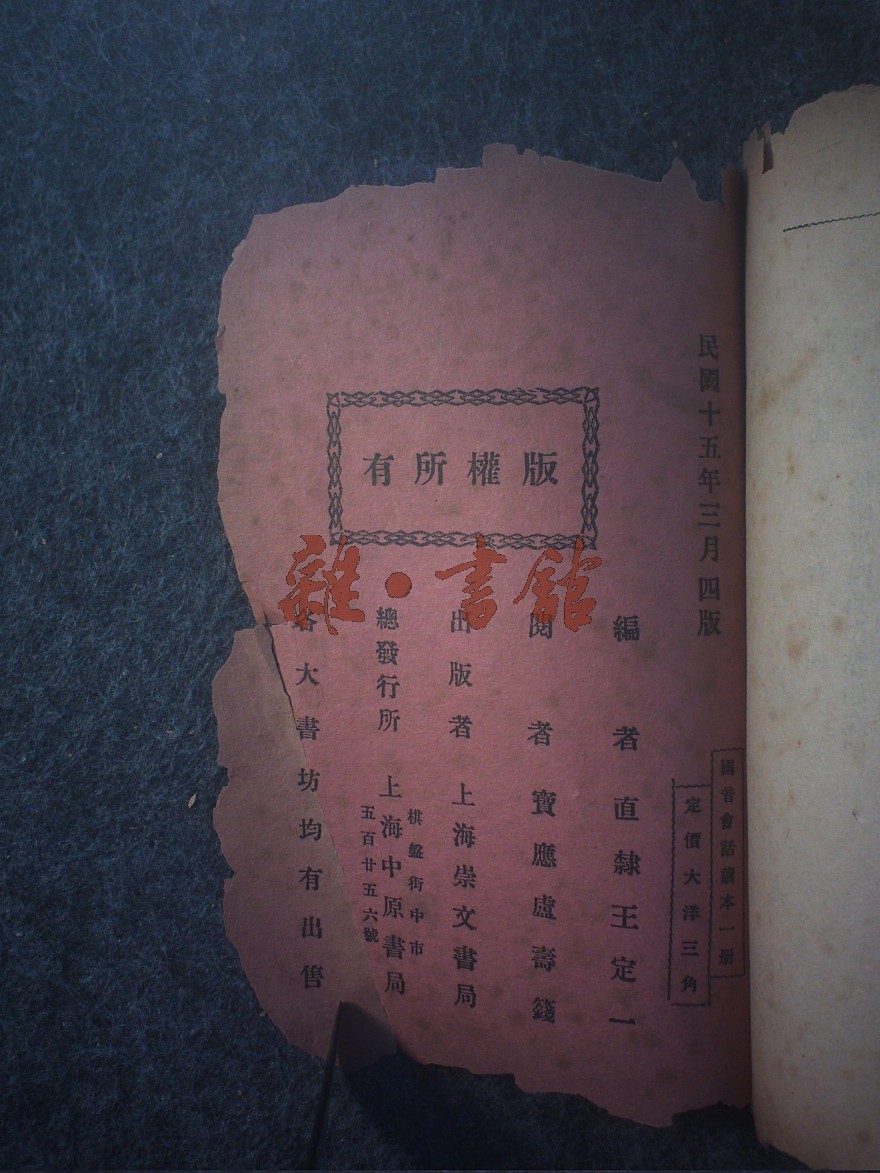 民國十五年三月四版
國音會話讀本一册
定價大洋三角
版權所有
編者直隸王定一
閱者寶應盧壽籛
出版者上海崇文書局
總發行所上海中原書局
棋盤街中市
五百廿五六號
各大書坊均有出售
雜·書館